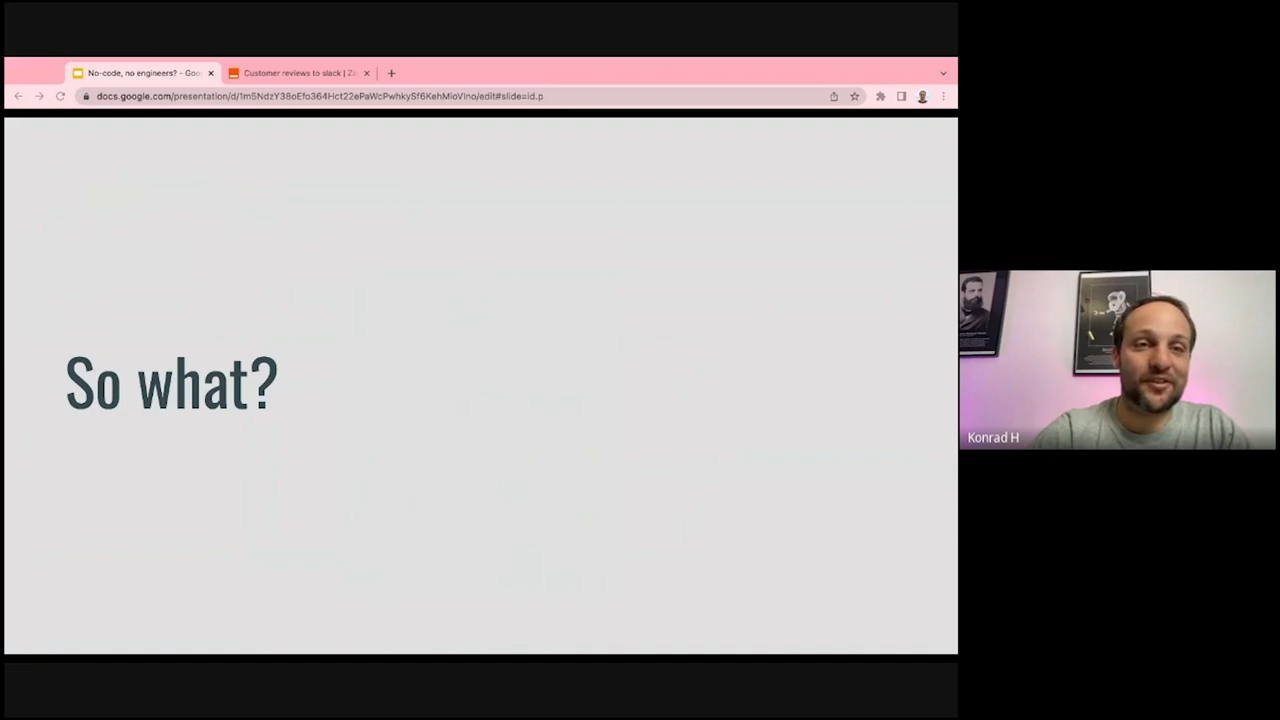 No-code, no engineers? - Goo
Customer reviews to slack | Za
docs.google.com/presentation/d/1m5NdzY38oEfo364Hct22ePaWcPwhkySf6KehMioVIno/edit#slide=id.p
So what?
Konrad H